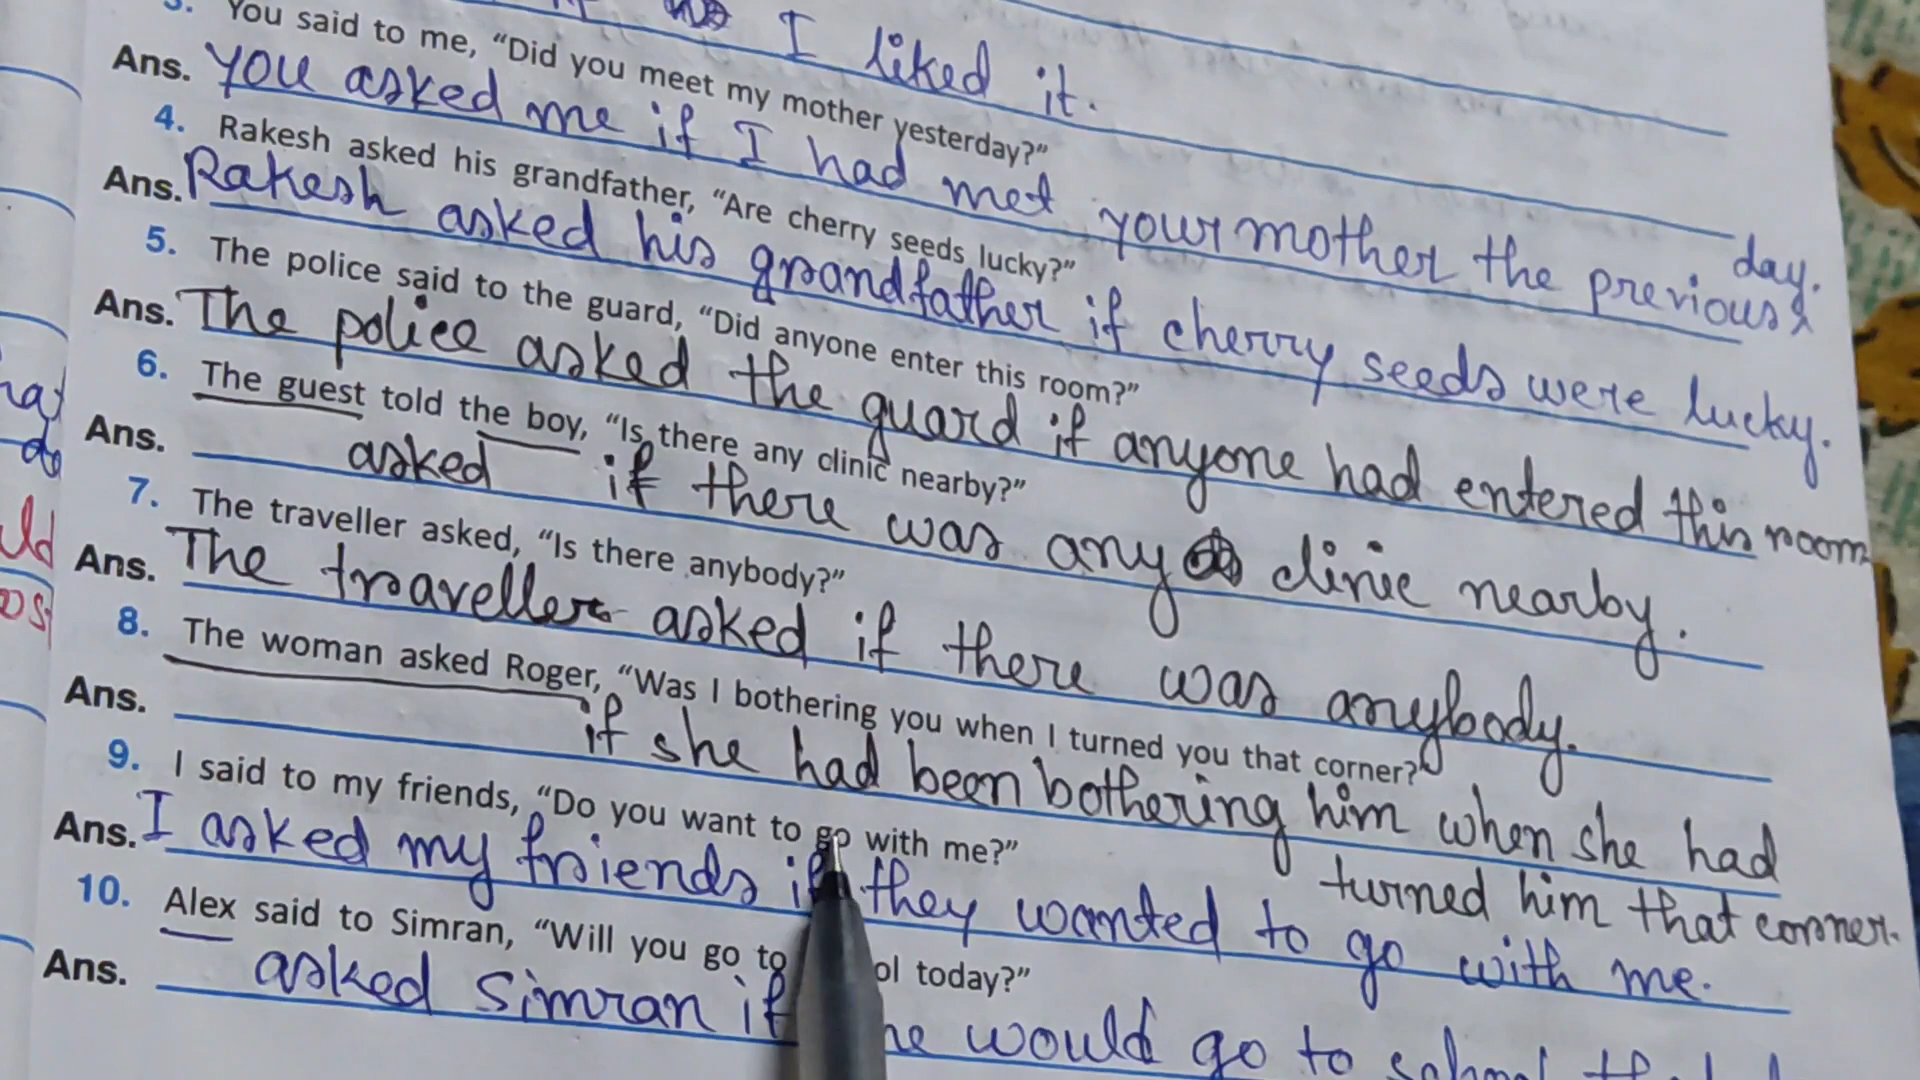 I liked it.
3. You said to me, “Did you meet my mother yesterday?”
Ans. You asked me if I had met your mother the previous day.
4. Rakesh asked his grandfather, “Are cherry seeds lucky?”
Ans. Rakesh asked his grandfather if cherry seeds were lucky.
5. The police said to the guard, “Did anyone enter this room?”
Ans. The police asked the guard if anyone had entered this room
6. The guest told the boy, “Is there any clinic nearby?”
Ans. asked if there was any clinic nearby.
7. The traveller asked, “Is there anybody?”
Ans. The traveller asked if there was anybody.
8. The woman asked Roger, “Was I bothering you when I turned you that corner?”
Ans. if she had been bothering him when she had
turned him that corner.
9. I said to my friends, “Do you want to go with me?”
Ans. I asked my friends if they wanted to go with me.
10. Alex said to Simran, “Will you go to today?”
Ans. asked Simran if would go to